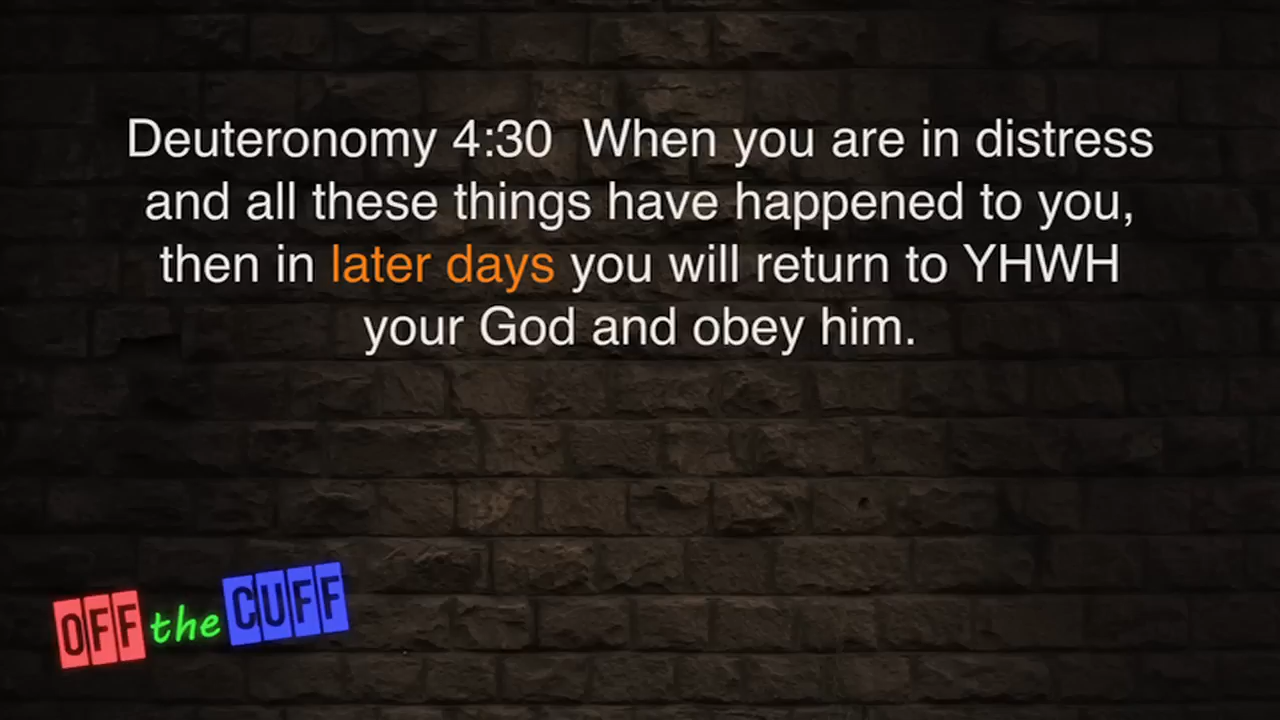 Deuteronomy 4:30  When you are in distress
and all these things have happened to you,
then in later days you will return to YHWH
your God and obey him.
OFF the CUFF